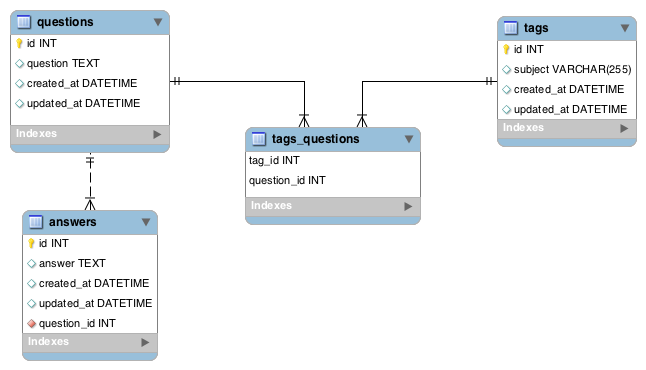 questions
id INT
question TEXT
created_at DATETIME
updated_at DATETIME
Indexes
tags
id INT
subject VARCHAR(255)
created_at DATETIME
updated_at DATETIME
Indexes
tags_questions
tag_id INT
question_id INT
Indexes
answers
id INT
answer TEXT
created_at DATETIME
updated_at DATETIME
question_id INT
Indexes